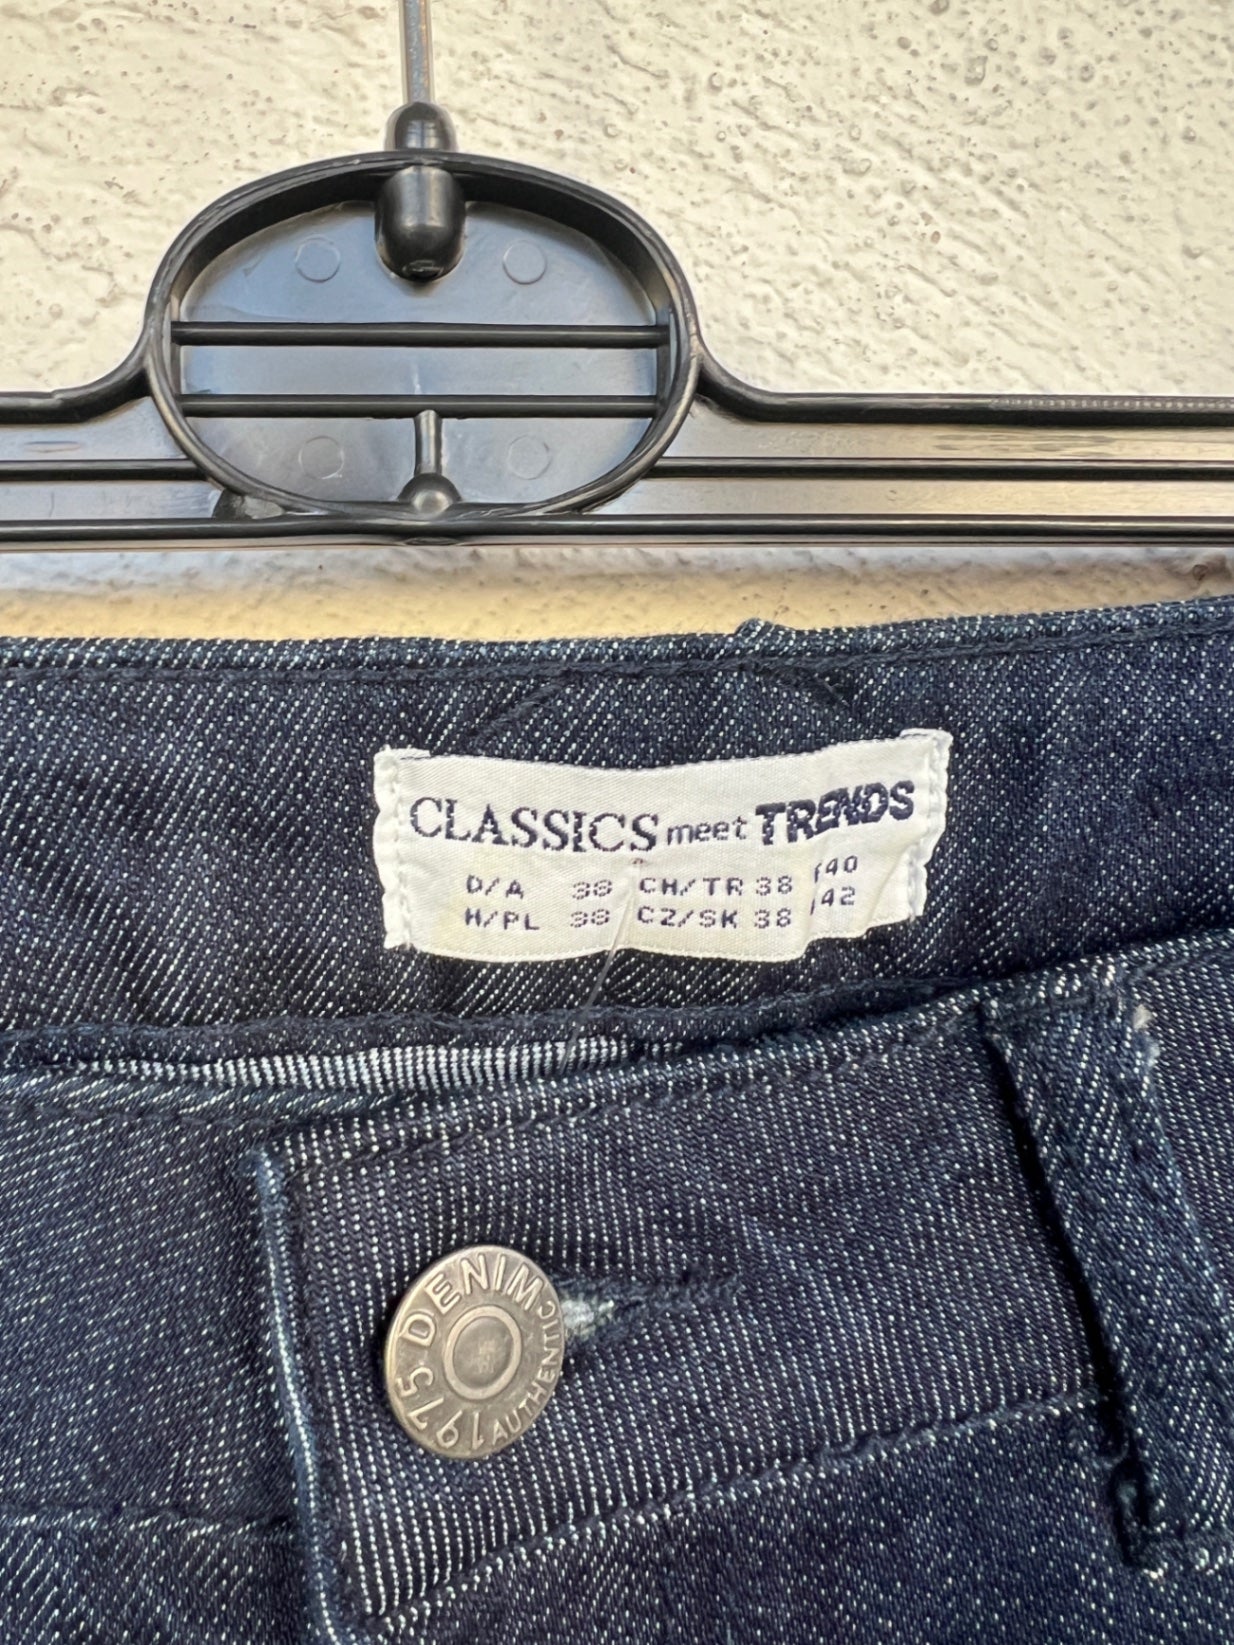 CLASSICS meet TRENDS
D/A 38 CH/TR 38 40
H/PL 38 CZ/SK 38 42
DENIM
AUTHENTIC
1975